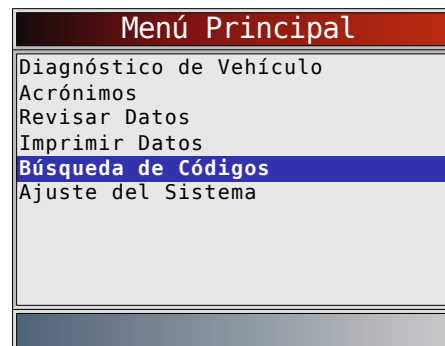 Menú Principal
Diagnóstico de Vehículo
Acrónimos
Revisar Datos
Imprimir Datos
Búsqueda de Códigos
Ajuste del Sistema